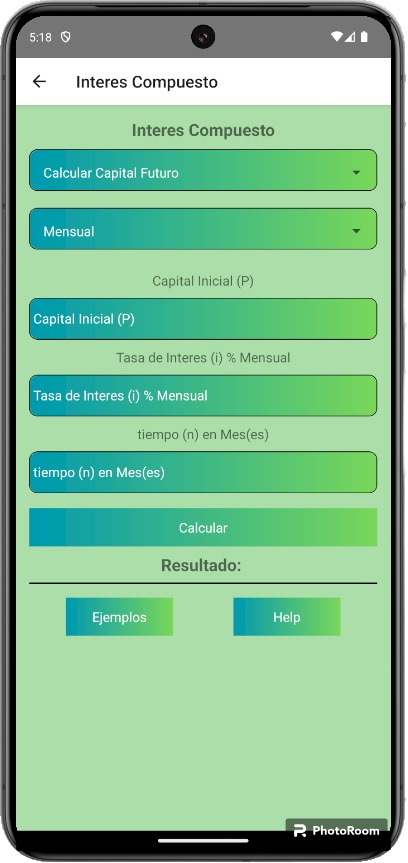 5:18
Interes Compuesto
Interes Compuesto
Calcular Capital Futuro
Mensual
Capital Inicial (P)
Capital Inicial (P)
Tasa de Interes (i) % Mensual
Tasa de Interes (i) % Mensual
tiempo (n) en Mes(es)
tiempo (n) en Mes(es)
Calcular
Resultado:
Ejemplos Help
PhotoRoom